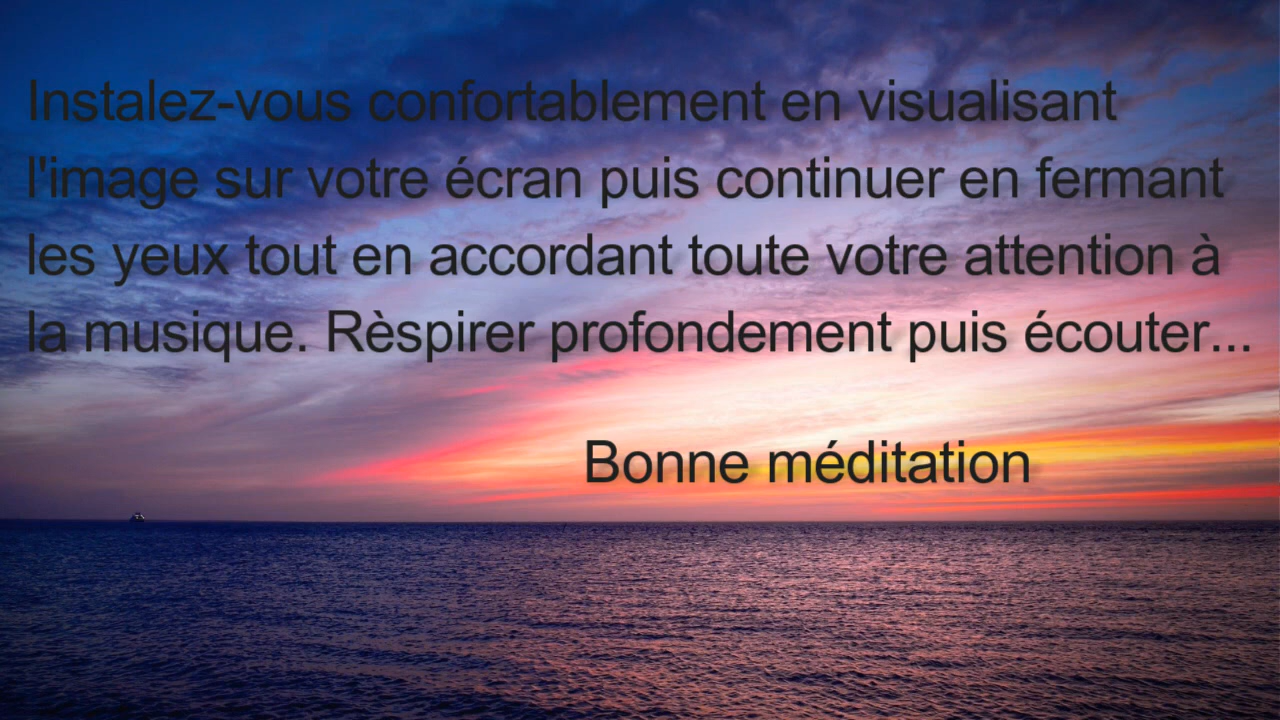 Instalez-vous confortablement en visualisant
l'image sur votre écran puis continuer en fermant
les yeux tout en accordant toute votre attention à
la musique. Rèspirer profondement puis écouter...
Bonne méditation